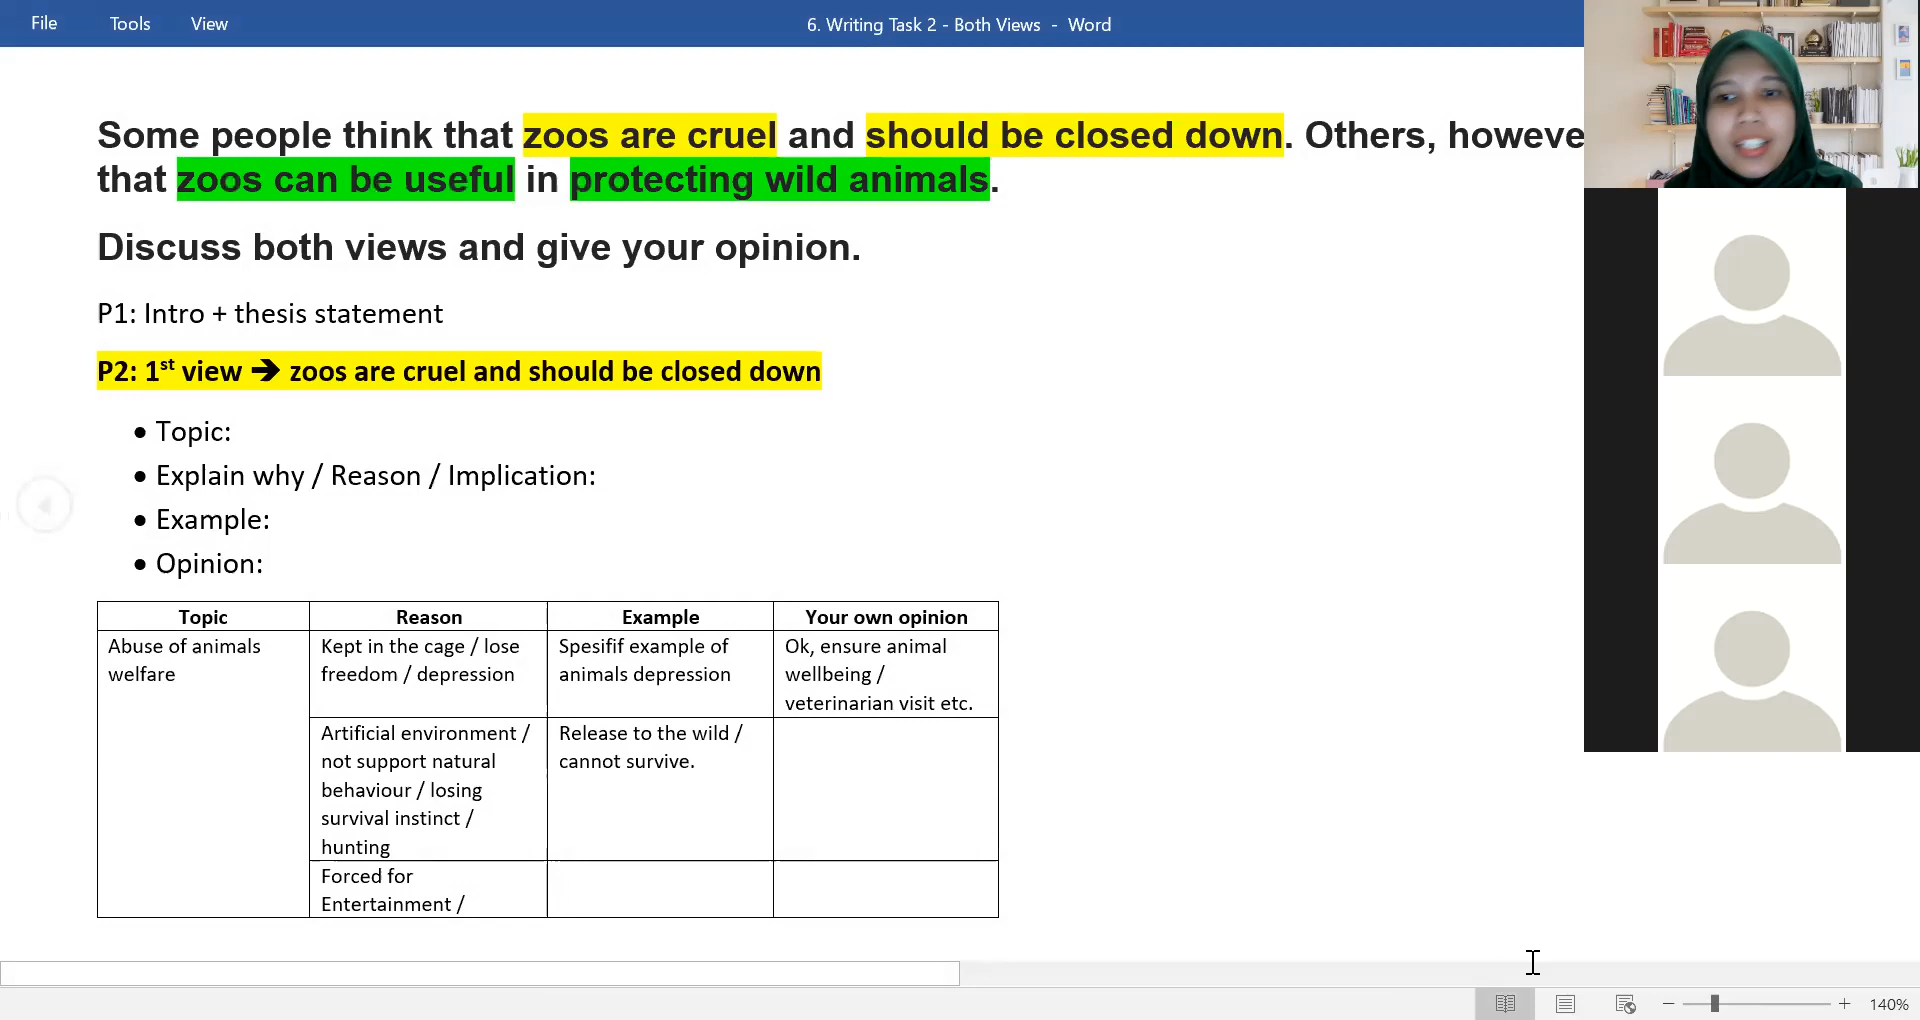 File Tools View 6. Writing Task 2 - Both Views - Word
Some people think that zoos are cruel and should be closed down. Others, howeve
that zoos can be useful in protecting wild animals.
Discuss both views and give your opinion.
P1: Intro + thesis statement
P2: 1st view ➔ zoos are cruel and should be closed down
• Topic:
• Explain why / Reason / Implication:
• Example:
• Opinion:
Topic Reason Example Your own opinion
Abuse of animals
welfare
Kept in the cage / lose
freedom / depression
Spesifif example of
animals depression
Ok, ensure animal
wellbeing /
veterinarian visit etc.
Artificial environment /
not support natural
behaviour / losing
survival instinct /
hunting
Release to the wild /
cannot survive.
Forced for
Entertainment /
140%